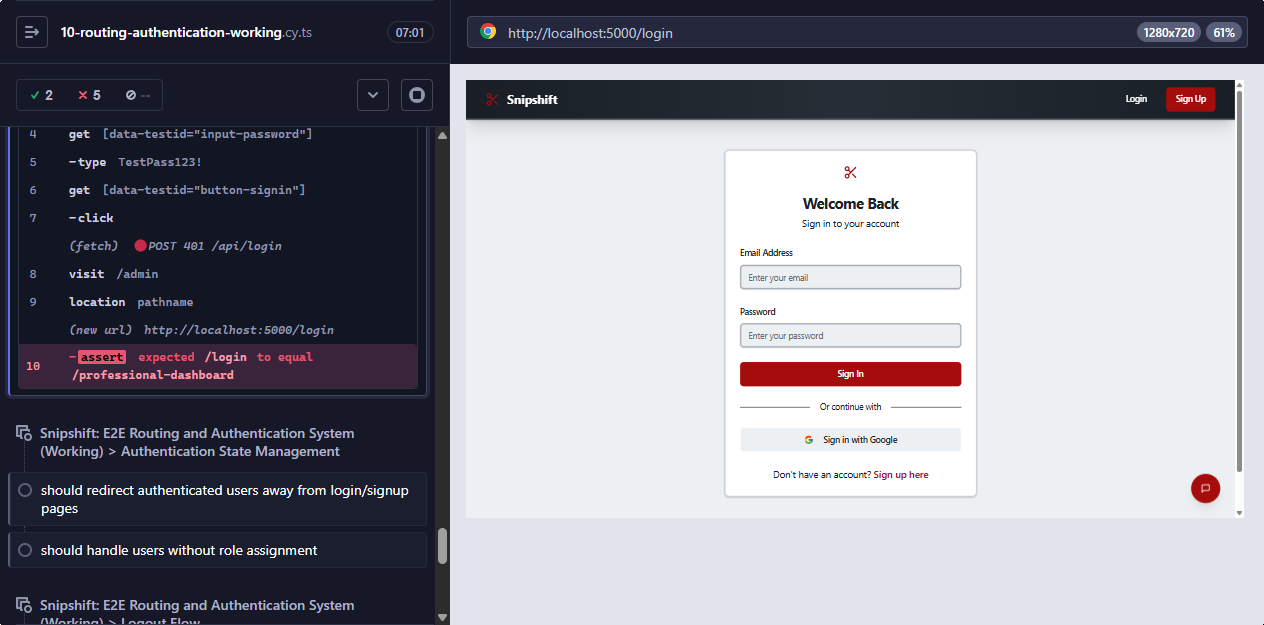 10-routing-authentication-working.cy.ts
07:01
2 5 --
4 get [data-testid="input-password"]
5 -type TestPass123!
6 get [data-testid="button-signin"]
7 -click
(fetch) POST 401 /api/login
8 visit /admin
9 location pathname
(new url) http://localhost:5000/login
10 -assert expected /login to equal
/professional-dashboard
Snipshift: E2E Routing and Authentication System
(Working) > Authentication State Management
should redirect authenticated users away from login/signup
pages
should handle users without role assignment
Snipshift: E2E Routing and Authentication System
(Working) > Logout Flow
http://localhost:5000/login
1280x720
61%
Snipshift
Login
Sign Up
Welcome Back
Sign in to your account
Email Address
Enter your email
Password
Enter your password
Sign In
Or continue with
Sign in with Google
Don't have an account? Sign up here